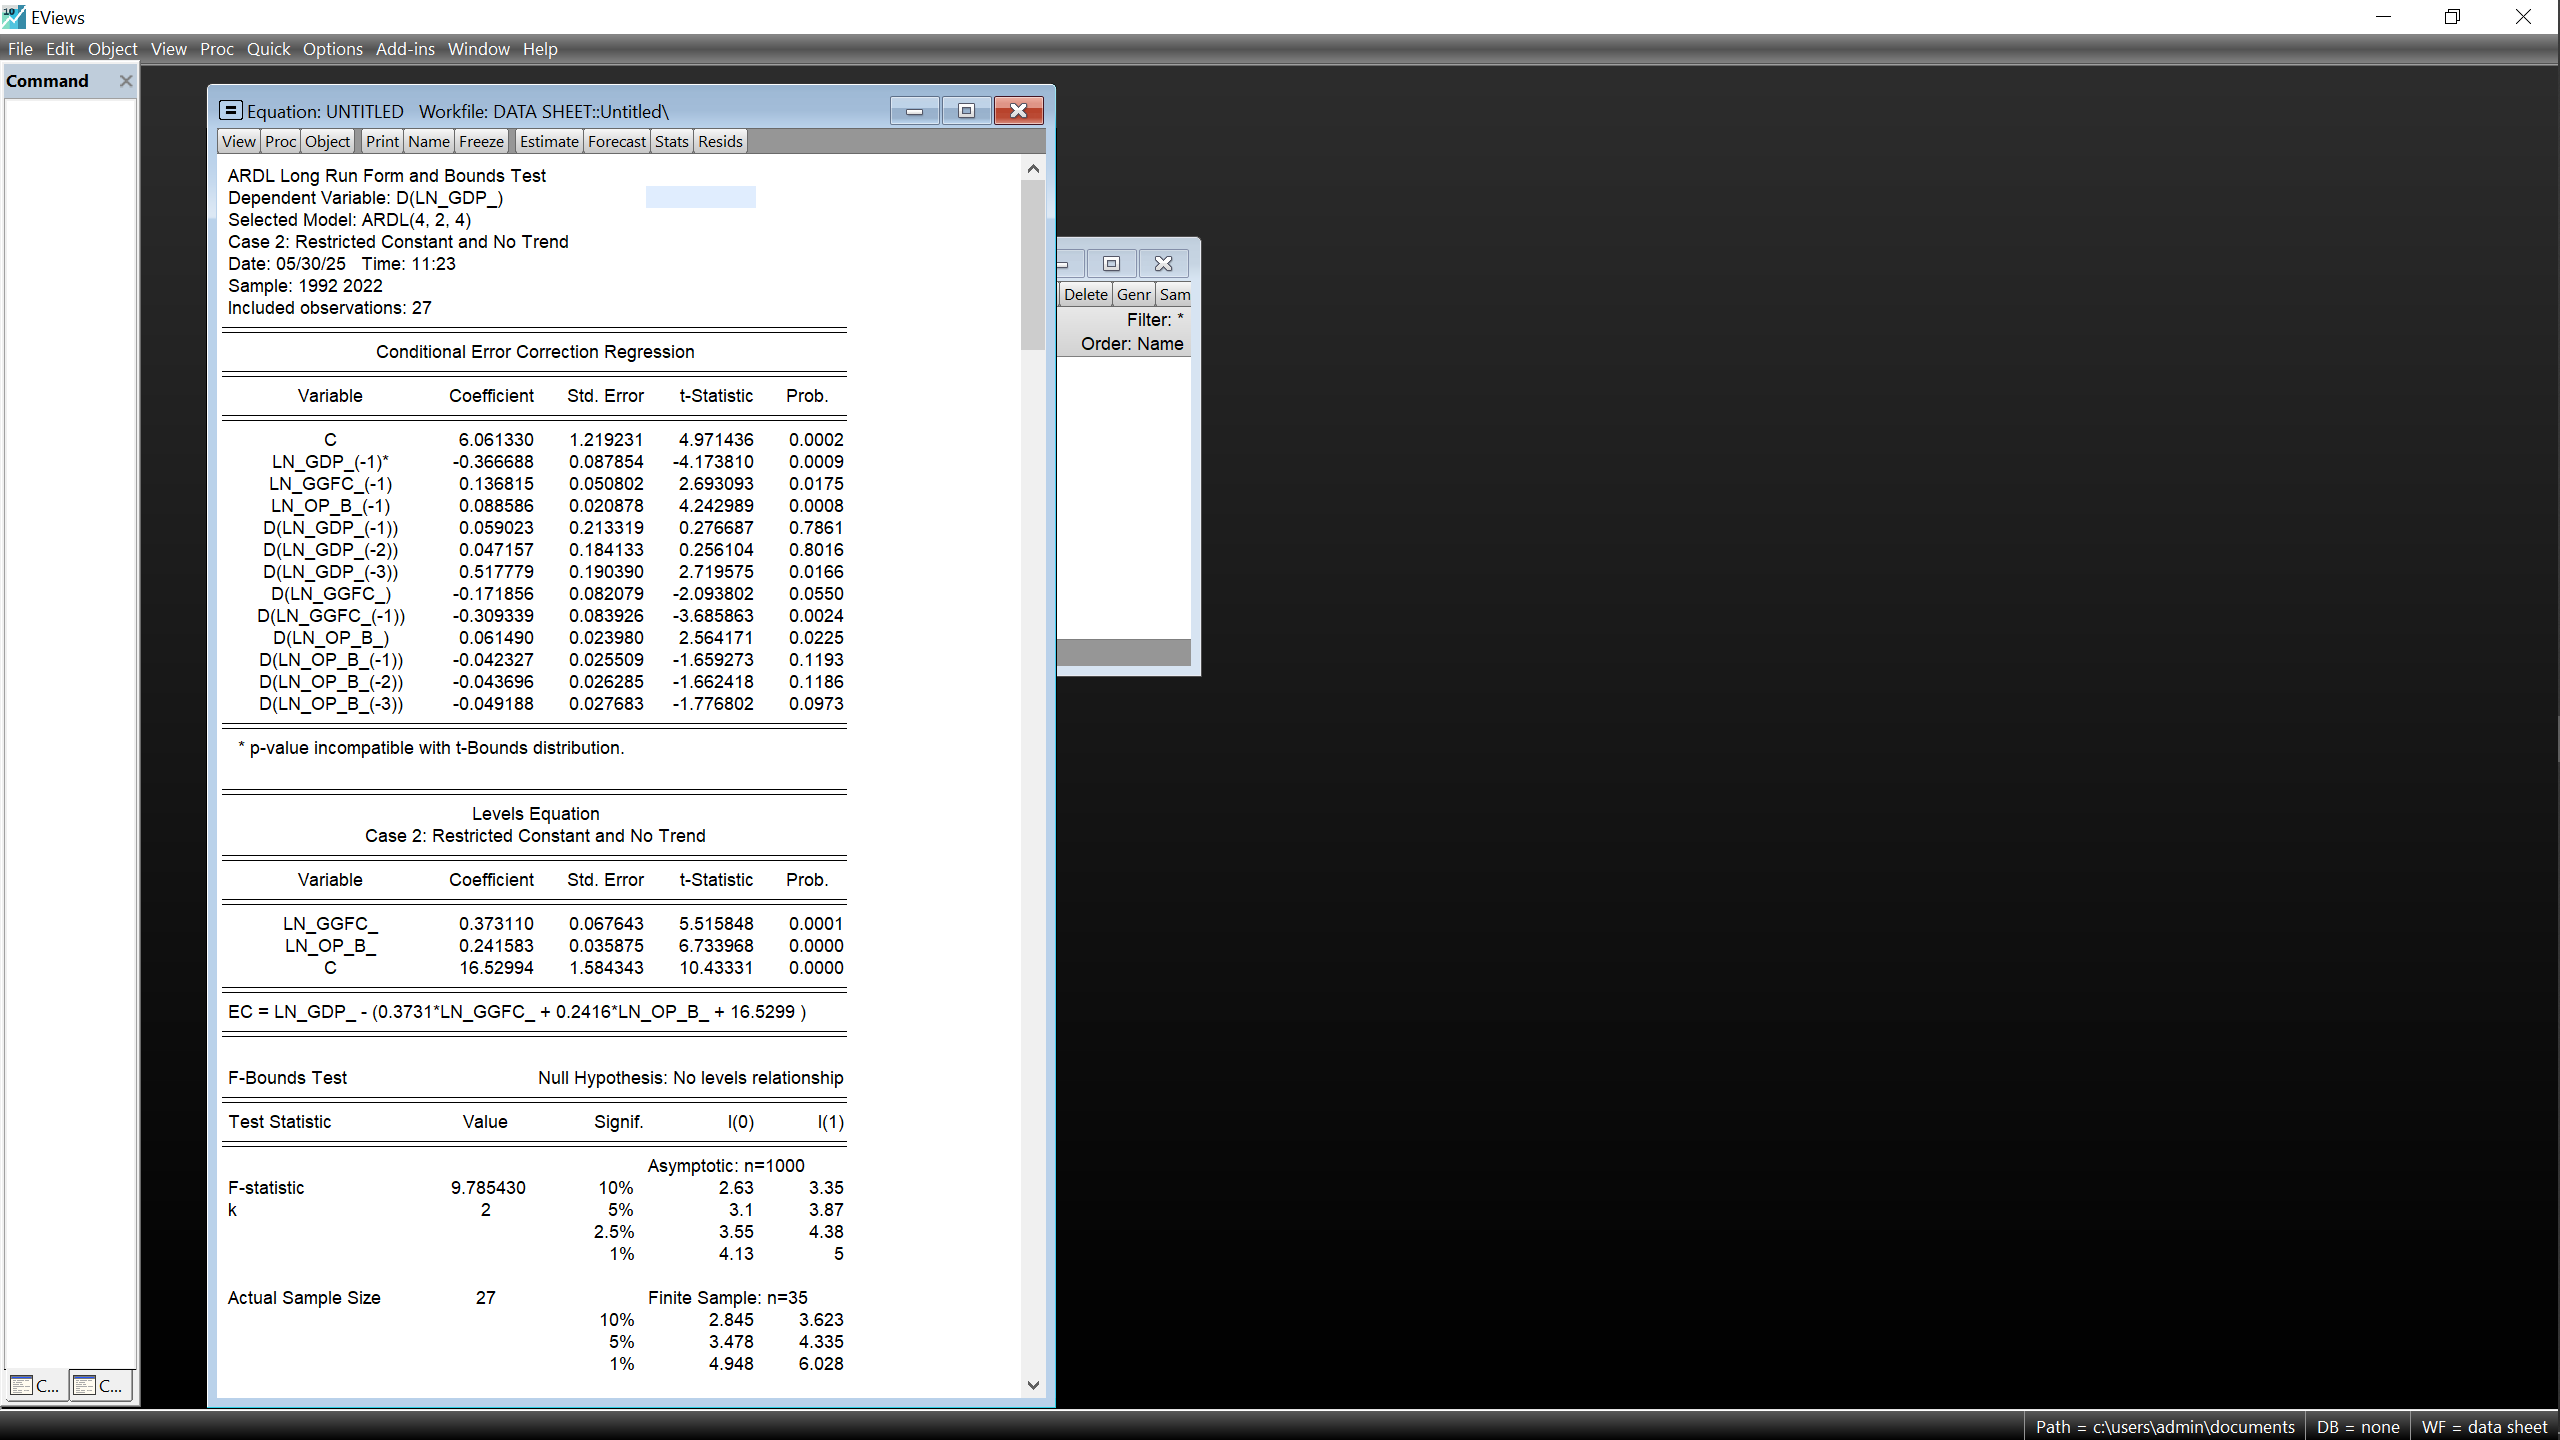 EViews
File Edit Object View Proc Quick Options Add-ins Window Help
Command
Equation: UNTITLED Workfile: DATA SHEET::Untitled\
View Proc Object Print Name Freeze Estimate Forecast Stats Resids
ARDL Long Run Form and Bounds Test
Dependent Variable: D(LN_GDP_)
Selected Model: ARDL(4, 2, 4)
Case 2: Restricted Constant and No Trend
Date: 05/30/25 Time: 11:23
Sample: 1992 2022
Included observations: 27
Conditional Error Correction Regression
Variable Coefficient Std. Error t-Statistic Prob.
C 6.061330 1.219231 4.971436 0.0002
LN_GDP_(-1)* -0.366688 0.087854 -4.173810 0.0009
LN_GGFC_(-1) 0.136815 0.050802 2.693093 0.0175
LN_OP_B_(-1) 0.088586 0.020878 4.242989 0.0008
D(LN_GDP_(-1)) 0.059023 0.213319 0.276687 0.7861
D(LN_GDP_(-2)) 0.047157 0.184133 0.256104 0.8016
D(LN_GDP_(-3)) 0.517779 0.190390 2.719575 0.0166
D(LN_GGFC_) -0.171856 0.082079 -2.093802 0.0550
D(LN_GGFC_(-1)) -0.309339 0.083926 -3.685863 0.0024
D(LN_OP_B_) 0.061490 0.023980 2.564171 0.0225
D(LN_OP_B_(-1)) -0.042327 0.025509 -1.659273 0.1193
D(LN_OP_B_(-2)) -0.043696 0.026285 -1.662418 0.1186
D(LN_OP_B_(-3)) -0.049188 0.027683 -1.776802 0.0973
* p-value incompatible with t-Bounds distribution.
Levels Equation
Case 2: Restricted Constant and No Trend
Variable Coefficient Std. Error t-Statistic Prob.
LN_GGFC_ 0.373110 0.067643 5.515848 0.0001
LN_OP_B_ 0.241583 0.035875 6.733968 0.0000
C 16.52994 1.584343 10.43331 0.0000
EC = LN_GDP_ - (0.3731*LN_GGFC_ + 0.2416*LN_OP_B_ + 16.5299 )
F-Bounds Test Null Hypothesis: No levels relationship
Test Statistic Value Signif. I(0) I(1)
Asymptotic: n=1000
F-statistic 9.785430 10% 2.63 3.35
k 2 5% 3.1 3.87
2.5% 3.55 4.38
1% 4.13 5
Actual Sample Size 27 Finite Sample: n=35
10% 2.845 3.623
5% 3.478 4.335
1% 4.948 6.028
Delete Genr Sam
Filter: *
Order: Name
C... C...
Path = c:\users\admin\documents DB = none WF = data sheet